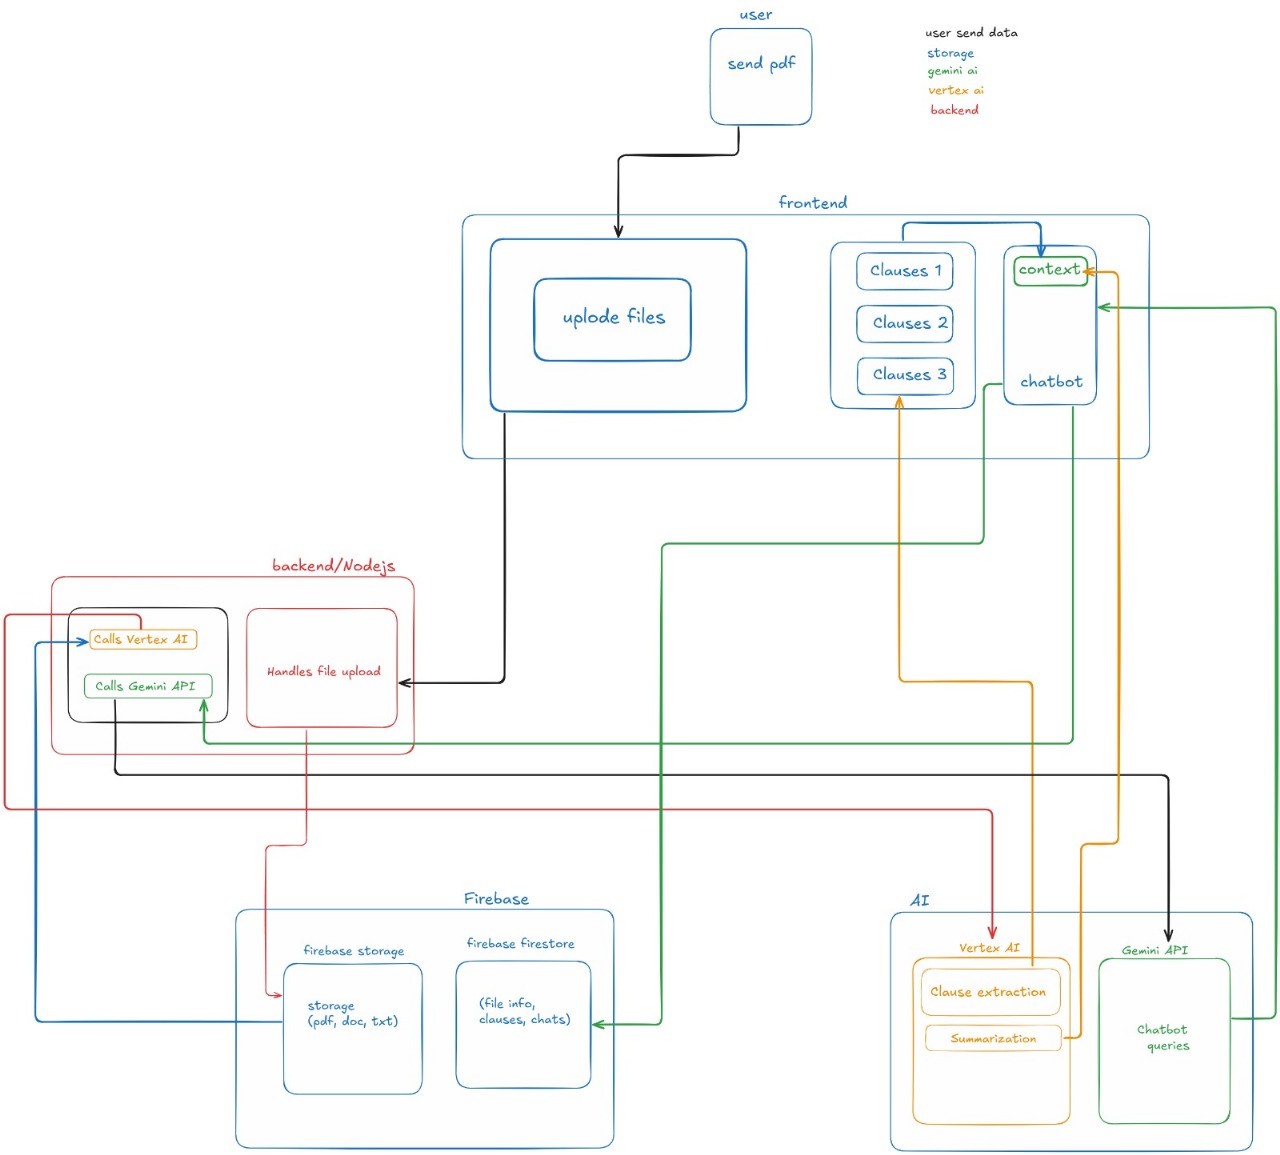 user
send pdf
user send data
storage
gemini ai
vertex ai
backend
frontend
uplode files
Clauses 1
Clauses 2
Clauses 3
context
chatbot
backend/Nodejs
Calls Vertex AI
Calls Gemini API
Handles file upload
Firebase
firebase storage
storage
(pdf, doc, txt)
firebase firestore
(file info,
clauses, chats)
AI
Vertex AI
Clause extraction
Summarization
Gemini API
Chatbot
queries